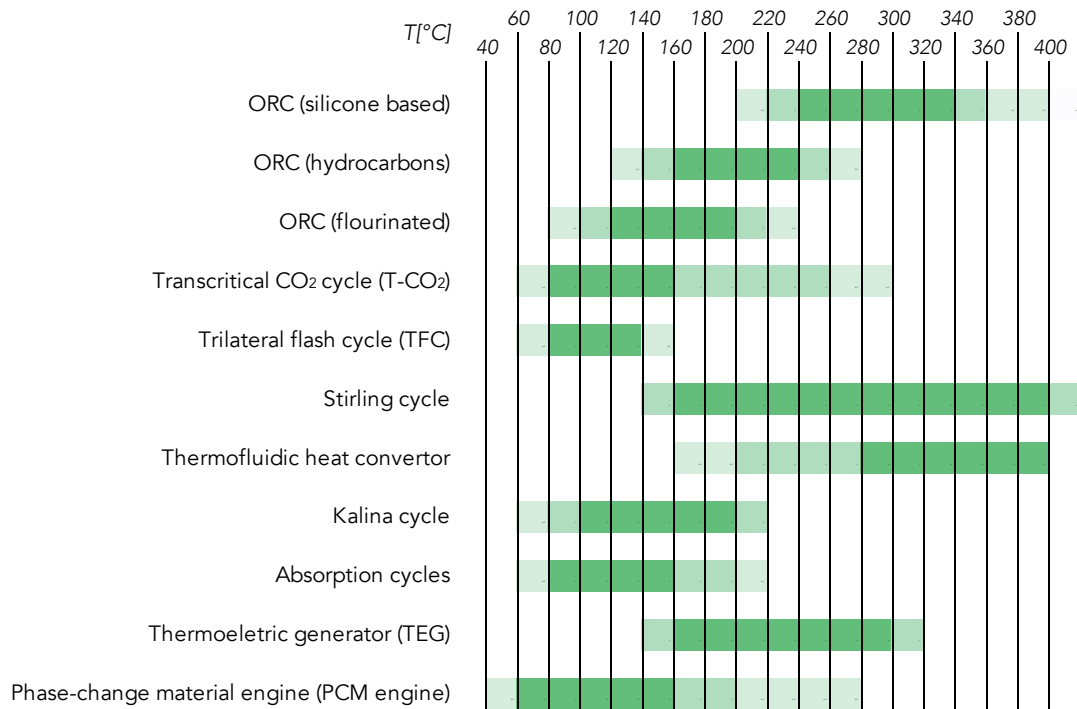 60 100 140 180 220 260 300 340 380
T[°C]
40 80 120 160 200 240 280 320 360 400
ORC (silicone based)
ORC (hydrocarbons)
ORC (flourinated)
Transcritical CO₂ cycle (T-CO₂)
Trilateral flash cycle (TFC)
Stirling cycle
Thermofluidic heat convertor
Kalina cycle
Absorption cycles
Thermoeletric generator (TEG)
Phase-change material engine (PCM engine)